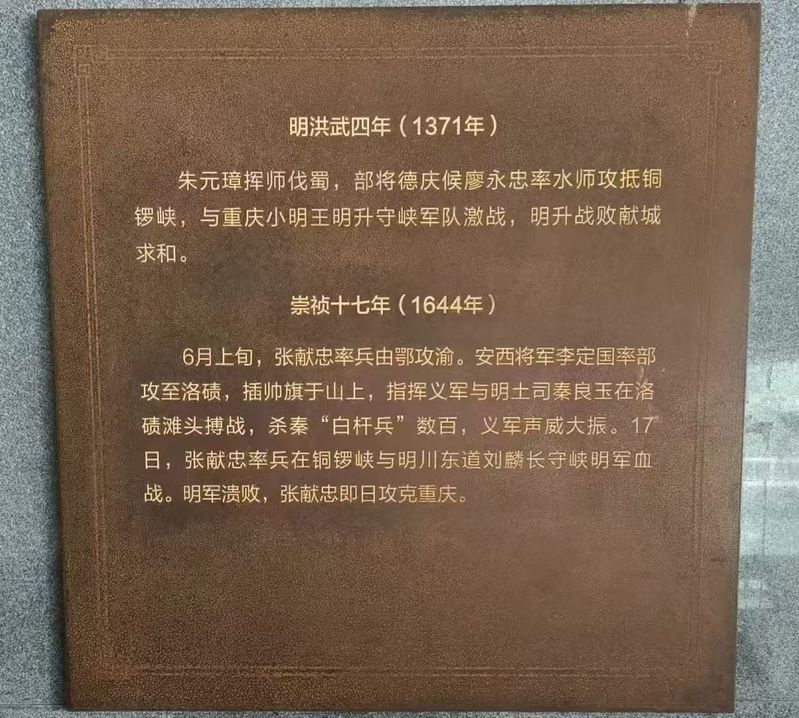 明洪武四年（1371年）
朱元璋挥师伐蜀，部将德庆候廖永忠率水师攻抵铜
锣峡，与重庆小明王明升守峡军队激战，明升战败献城
求和。
崇祯十七年（1644年）
6月上旬，张献忠率兵由鄂攻渝。安西将军李定国率部
攻至洛碛，插帅旗于山上，指挥义军与明土司秦良玉在洛
碛滩头搏战，杀秦“白杆兵”数百，义军声威大振。17
日，张献忠率兵在铜锣峡与明川东道刘麟长守峡明军血
战。明军溃败，张献忠即日攻克重庆。